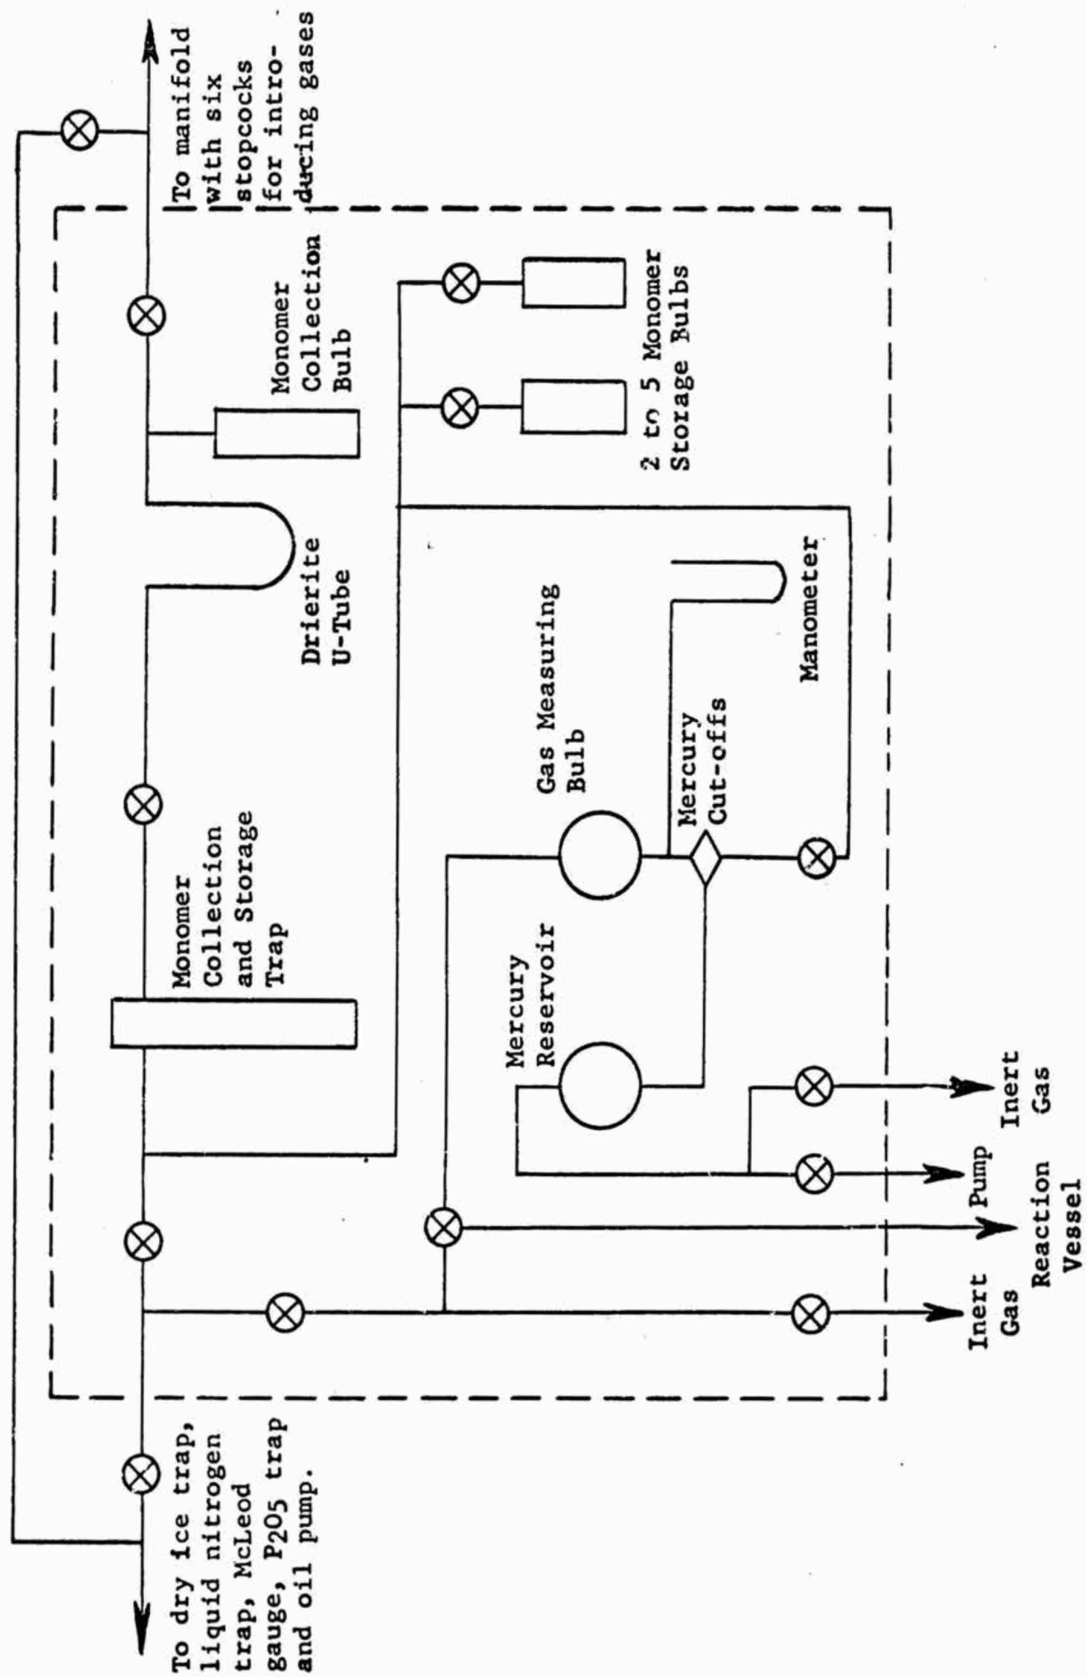 To dry ice trap,
liquid nitrogen
trap, McLeod
gauge, P2O5 trap
and oil pump.
Monomer
Collection
and Storage
Trap
Drierite
U-Tube
Monomer
Collection
Bulb
To manifold
with six
stopcocks
for intro-
ducing gases
2 to 5 Monomer
Storage Bulbs
Gas Measuring
Bulb
Mercury
Reservoir
Mercury
Cut-offs
Manometer
Inert
Gas
Reaction
Vessel
Pump
Inert
Gas